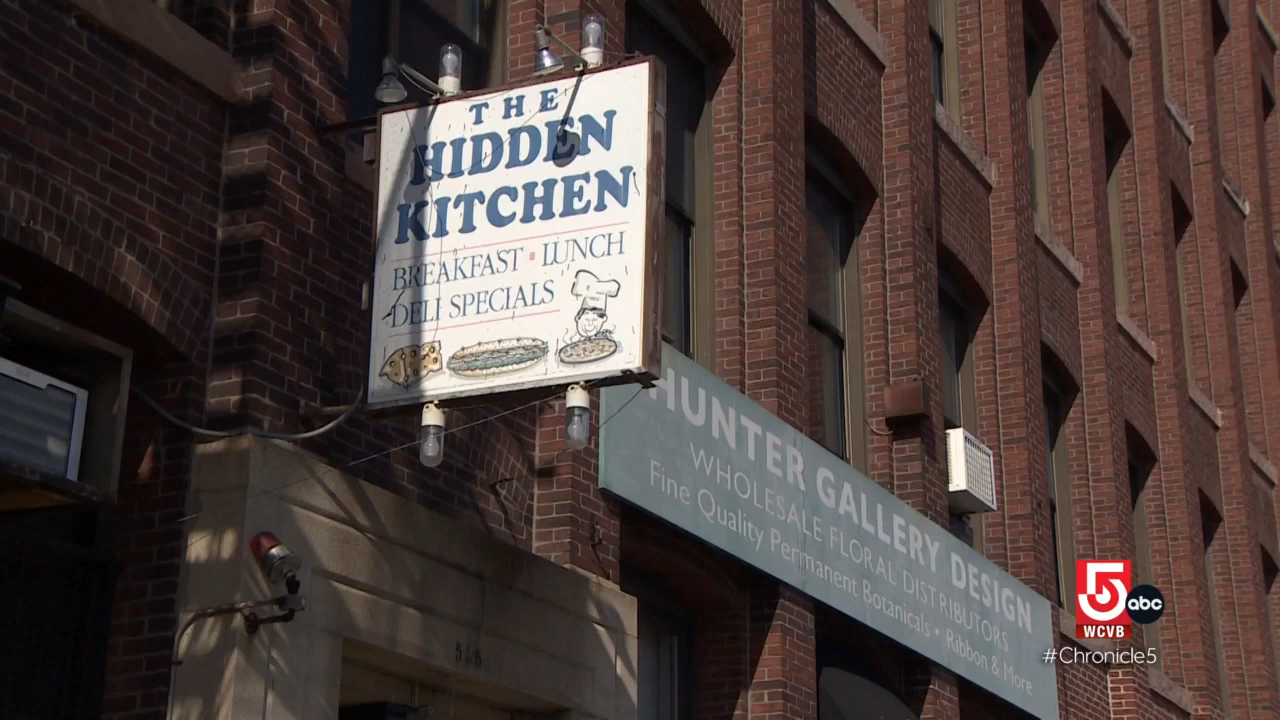 THE
HIDDEN
KITCHEN
BREAKFAST • LUNCH
DELI SPECIALS
HUNTER GALLERY DESIGN
WHOLESALE FLORAL DISTRIBUTORS
Fine Quality Permanent Botanicals • Ribbon & More
5
abc
WCVB
#Chronicle5